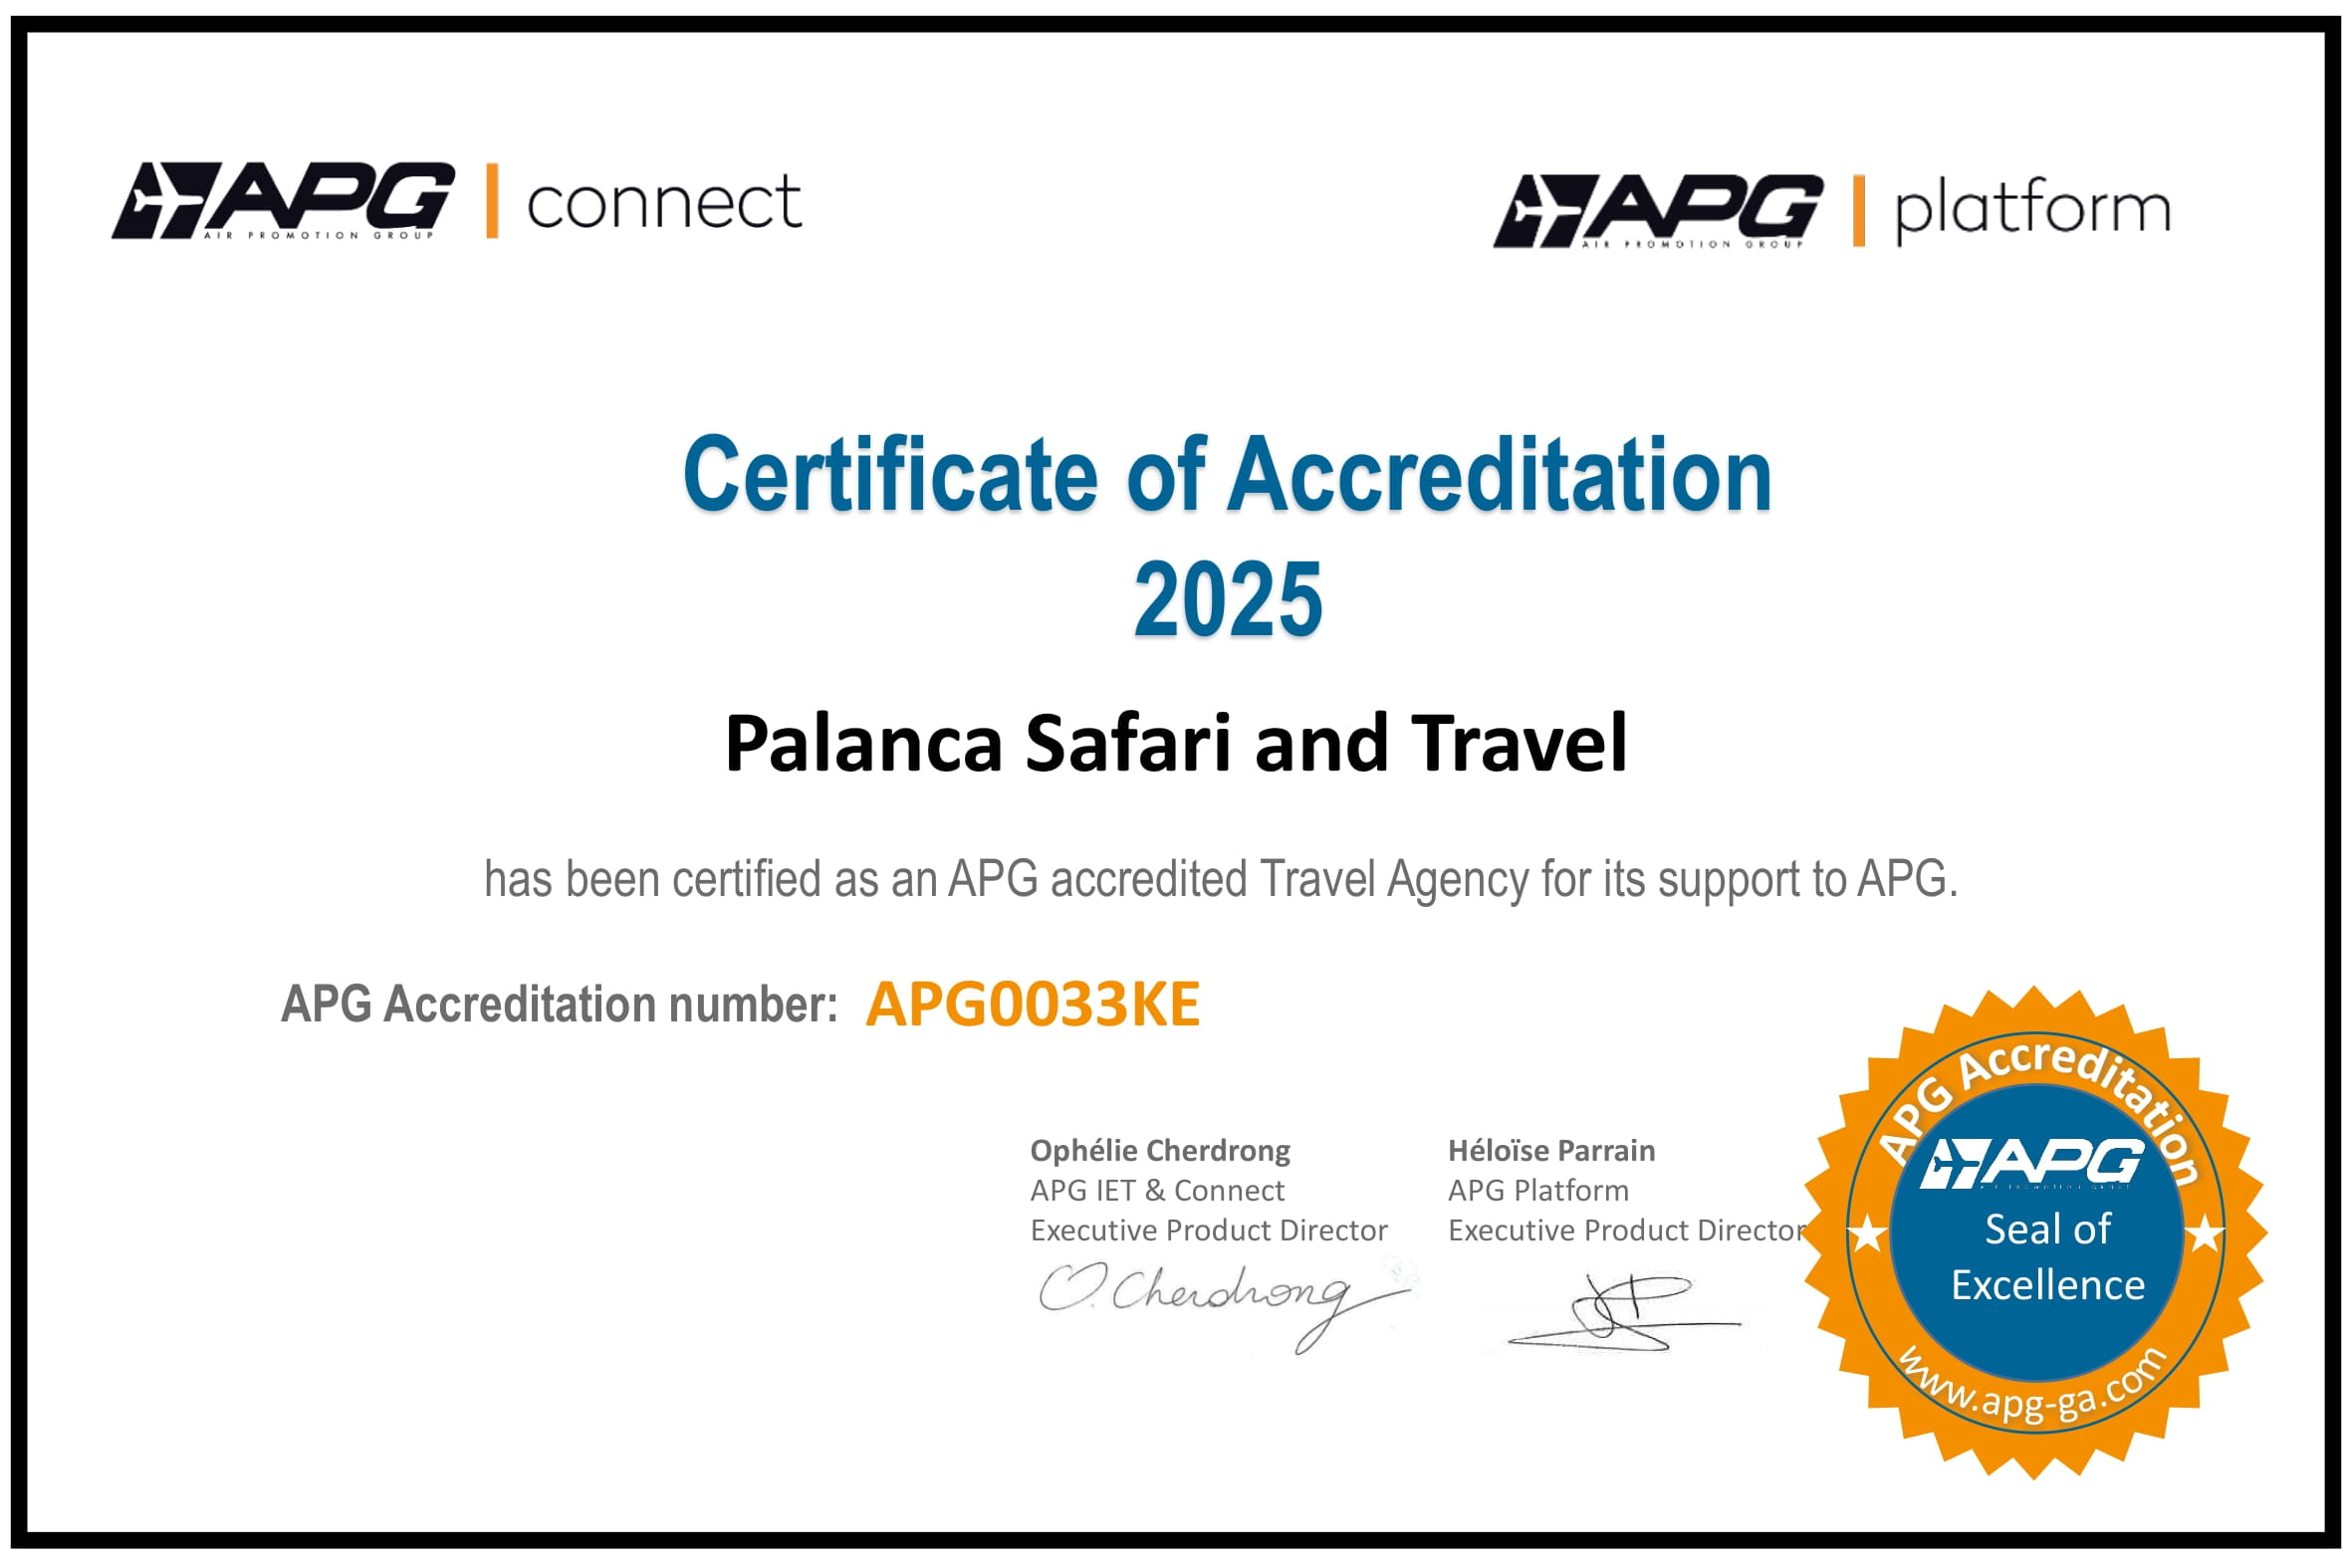 APG | connect
AIR PROMOTION GROUP
APG | platform
AIR PROMOTION GROUP
Certificate of Accreditation
2025
Palanca Safari and Travel
has been certified as an APG accredited Travel Agency for its support to APG.
APG Accreditation number: APG0033KE
Ophélie Cherdrong
APG IET & Connect
Executive Product Director
O. Cherdrong
Héloïse Parrain
APG Platform
Executive Product Director
APG Accreditation
APG
AIR PROMOTION GROUP
Seal of
Excellence
www.apg-ga.com